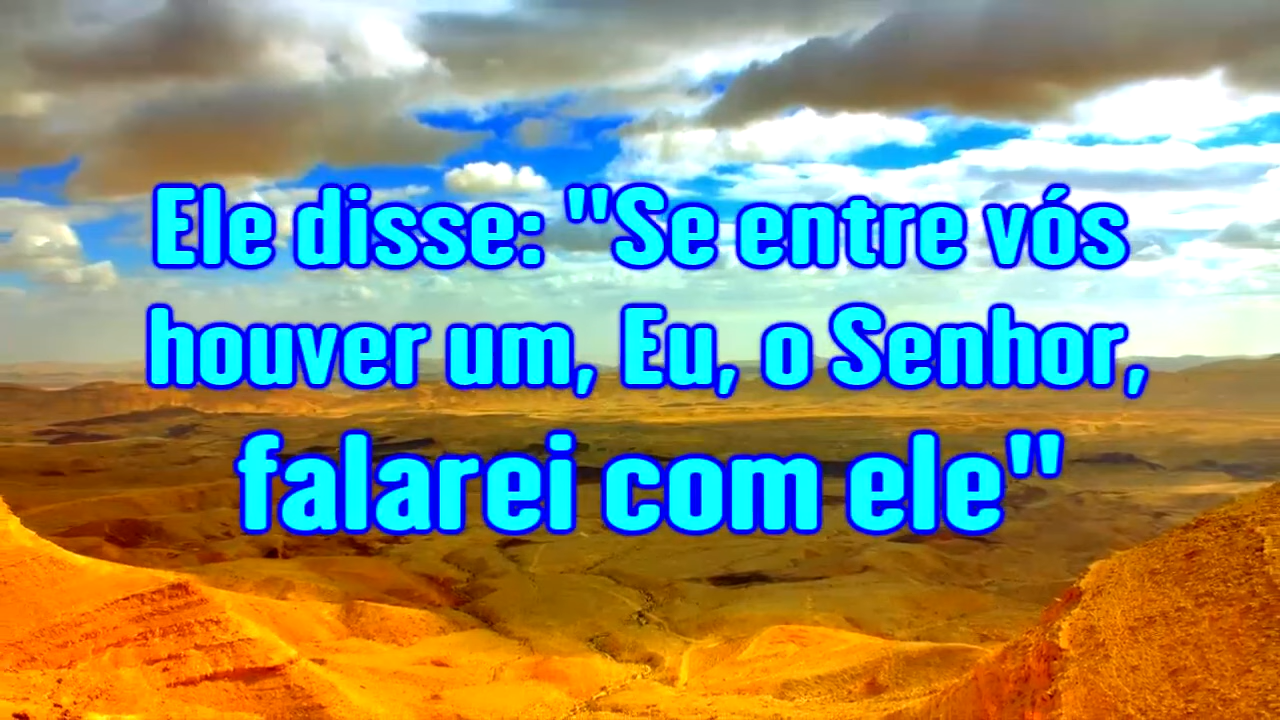 Ele disse: "Se entre vós
houver um, Eu, o Senhor,
falarei com ele"